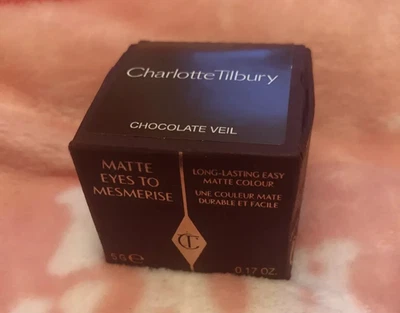 CharlotteTilbury
CHOCOLATE VEIL
MATTE
EYES TO
MESMERISE
LONG-LASTING EASY
MATTE COLOUR
UNE COULEUR MATE
DURABLE ET FACILE
CT
5 G ℮
0.17 OZ.